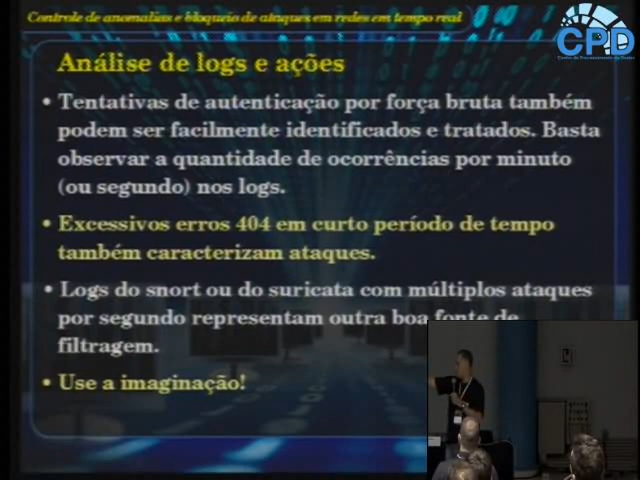 Controle de anomalias e bloqueio de ataques em redes em tempo real
CPD
Análise de logs e ações
• Tentativas de autenticação por força bruta também
podem ser facilmente identificados e tratados. Basta
observar a quantidade de ocorrências por minuto
(ou segundo) nos logs.
• Excessivos erros 404 em curto período de tempo
também caracterizam ataques.
• Logs do snort ou do suricata com múltiplos ataques
por segundo representam outra boa fonte de
filtragem.
• Use a imaginação!